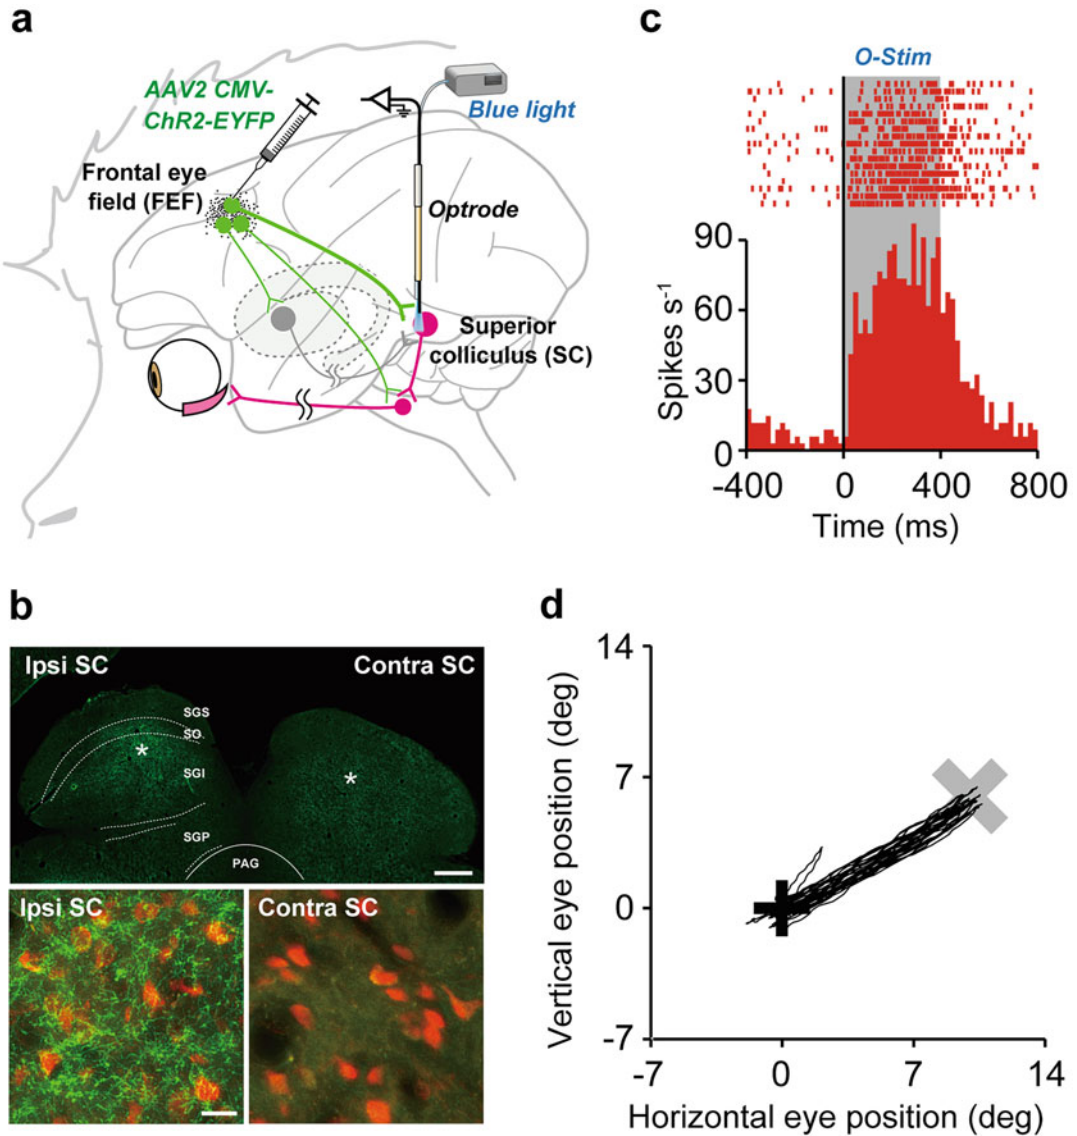 a
AAV2 CMV-
ChR2-EYFP
Blue light
Frontal eye
field (FEF)
Optrode
Superior
colliculus (SC)
c
O-Stim
90
60
30
0
Spikes s⁻¹
-400 0 400 800
Time (ms)
b
Ipsi SC
Contra SC
SGS
SO
*
SGI
*
SGP
PAG
Ipsi SC
Contra SC
d
14
7
0
-7
Vertical eye position (deg)
-7 0 7 14
Horizontal eye position (deg)